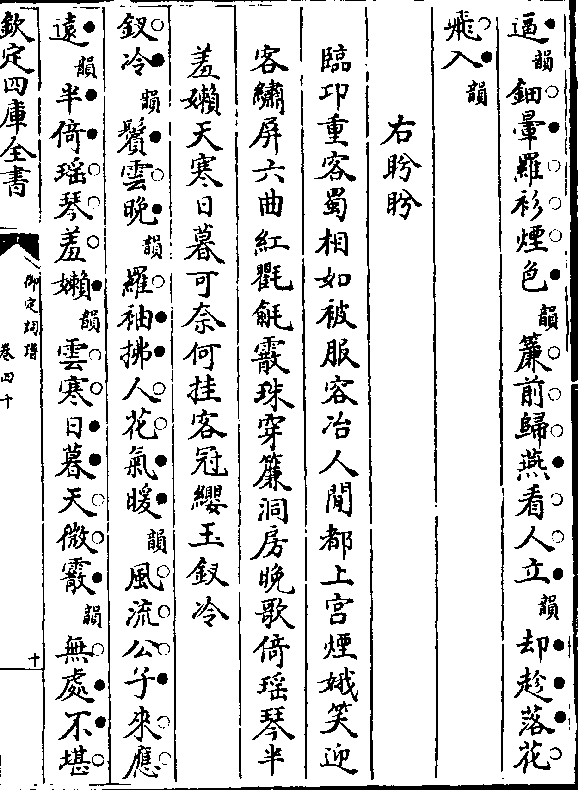 逼韻鈿暈羅衫煙色韻簾前歸燕看人立韻却趁落花
飛入韻
右盻盻
臨卭重客蜀相如被服容冶人閒都上宮煙娥笑迎
客繡屏六曲紅氍毹霰珠穿簾洞房晚歌倚瑶琴半
羞嬾天寒日暮可奈何挂客冠纓玉釵冷
釵冷韻鬢雲晚韻羅袖拂人花氣暖韻風流公子來應
遠韻半倚瑶琴羞嬾韻雲寒日暮天微霰韻無處不堪
欽定四庫全書
御定詞譜
卷四十
十